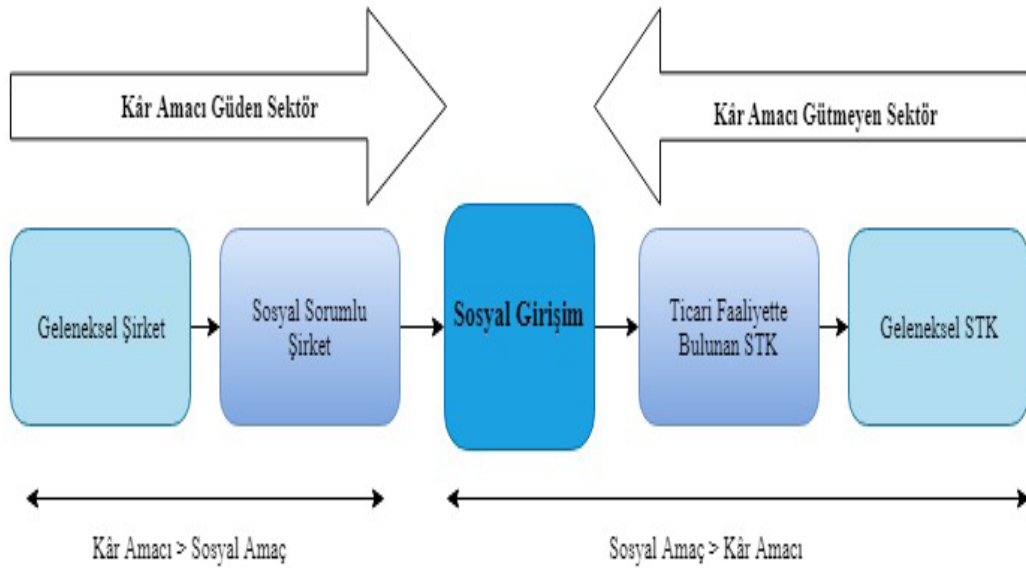 Kâr Amacı Güden Sektör
Kâr Amacı Gütmeyen Sektör
Geleneksel Şirket
Sosyal Sorumlu
Şirket
Sosyal Girişim
Ticari Faaliyette
Bulunan STK
Geleneksel STK
Kâr Amacı > Sosyal Amaç
Sosyal Amaç > Kâr Amacı